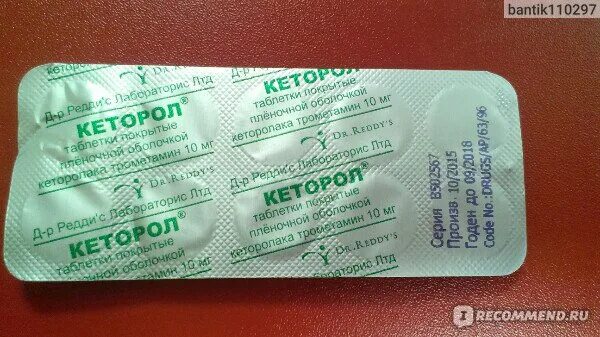 bantik110297
DR. REDDY'S
Д-р Редди'с Лабораторис Лтд
КЕТОРОЛ®
таблетки покрытые
плёночной оболочкой
кеторолака трометамин 10 мг
DR. REDDY'S
Д-р Редди'с Лабораторис Лтд
КЕТОРОЛ®
таблетки покрытые
плёночной оболочкой
кеторолака трометамин 10 мг
КЕТОРОЛ®
таблетки покрытые
плёночной оболочкой
кеторолака трометамин 10 мг
DR. REDDY'S
Д-р Редди'с Лабораторис Лтд
КЕТОРОЛ®
таблетки покрытые
плёночной оболочкой
кеторолака трометамин 10 мг
DR. REDDY'S
Лтд
Серия B502567
Произв. 10/2015
Годен до 09/2018
Code No.:DRUGS/AP/63/96
IRECOMMEND.RU